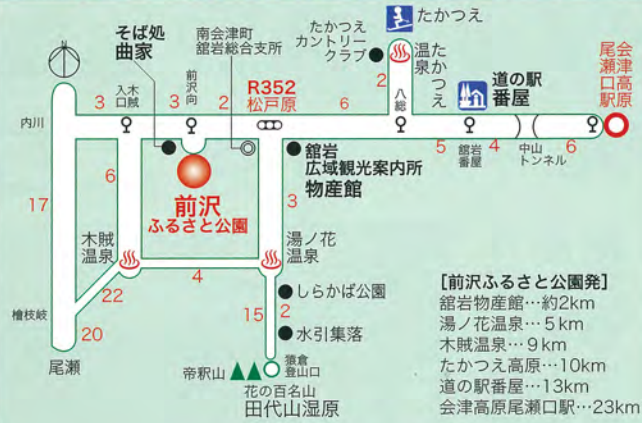 たかつえ
そば処
曲家
南会津町
舘岩総合支所
たかつえ
カントリー
クラブ
たかつえ
温泉
2
道の駅
番屋
会津高原
尾瀬口駅
3
入口
木賊
3
前沢向
2
R352
松戸原
6
八総
内川
5
舘岩
番屋
4
中山
トンネル
6
舘岩
広域観光案内所
物産館
前沢
ふるさと公園
6
3
17
木賊
温泉
湯ノ花
温泉
4
22
20
檜枝岐
尾瀬
15
2
しらかば公園
水引集落
猿倉
登山口
帝釈山
花の百名山
田代山湿原
[前沢ふるさと公園発]
舘岩物産館…約2km
湯ノ花温泉…5km
木賊温泉…9km
たかつえ高原…10km
道の駅番屋…13km
会津高原尾瀬口駅…23km